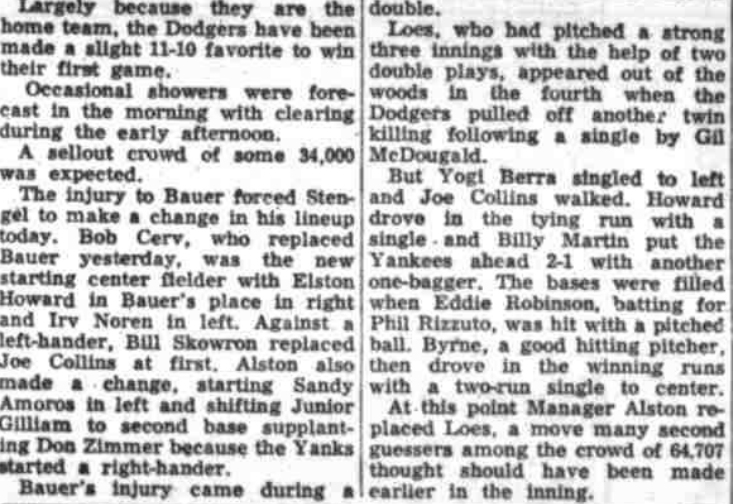 Largely because they are the
home team, the Dodgers have been
made a slight 11-10 favorite to win
their first game.
Occasional showers were fore-
cast in the morning with clearing
during the early afternoon.
A sellout crowd of some 34,000
was expected.
The injury to Bauer forced Sten-
gel to make a change in his lineup
today. Bob Cerv, who replaced
Bauer yesterday, was the new
starting center fielder with Elston
Howard in Bauer's place in right
and Irv Noren in left. Against a
left-hander, Bill Skowron replaced
Joe Collins at first. Alston also
made a change, starting Sandy
Amoros in left and shifting Junior
Gilliam to second base supplant-
ing Don Zimmer because the Yanks
started a right-hander.
Bauer's injury came during a
double.
Loes, who had pitched a strong
three innings with the help of two
double plays, appeared out of the
woods in the fourth when the
Dodgers pulled off another twin
killing following a single by Gil
McDougald.
But Yogi Berra singled to left
and Joe Collins walked. Howard
drove in the tying run with a
single and Billy Martin put the
Yankees ahead 2-1 with another
one-bagger. The bases were filled
when Eddie Robinson, batting for
Phil Rizzuto, was hit with a pitched
ball. Byrne, a good hitting pitcher,
then drove in the winning runs
with a two-run single to center.
At this point Manager Alston re-
placed Loes, a move many second
guessers among the crowd of 64,707
thought should have been made
earlier in the inning.